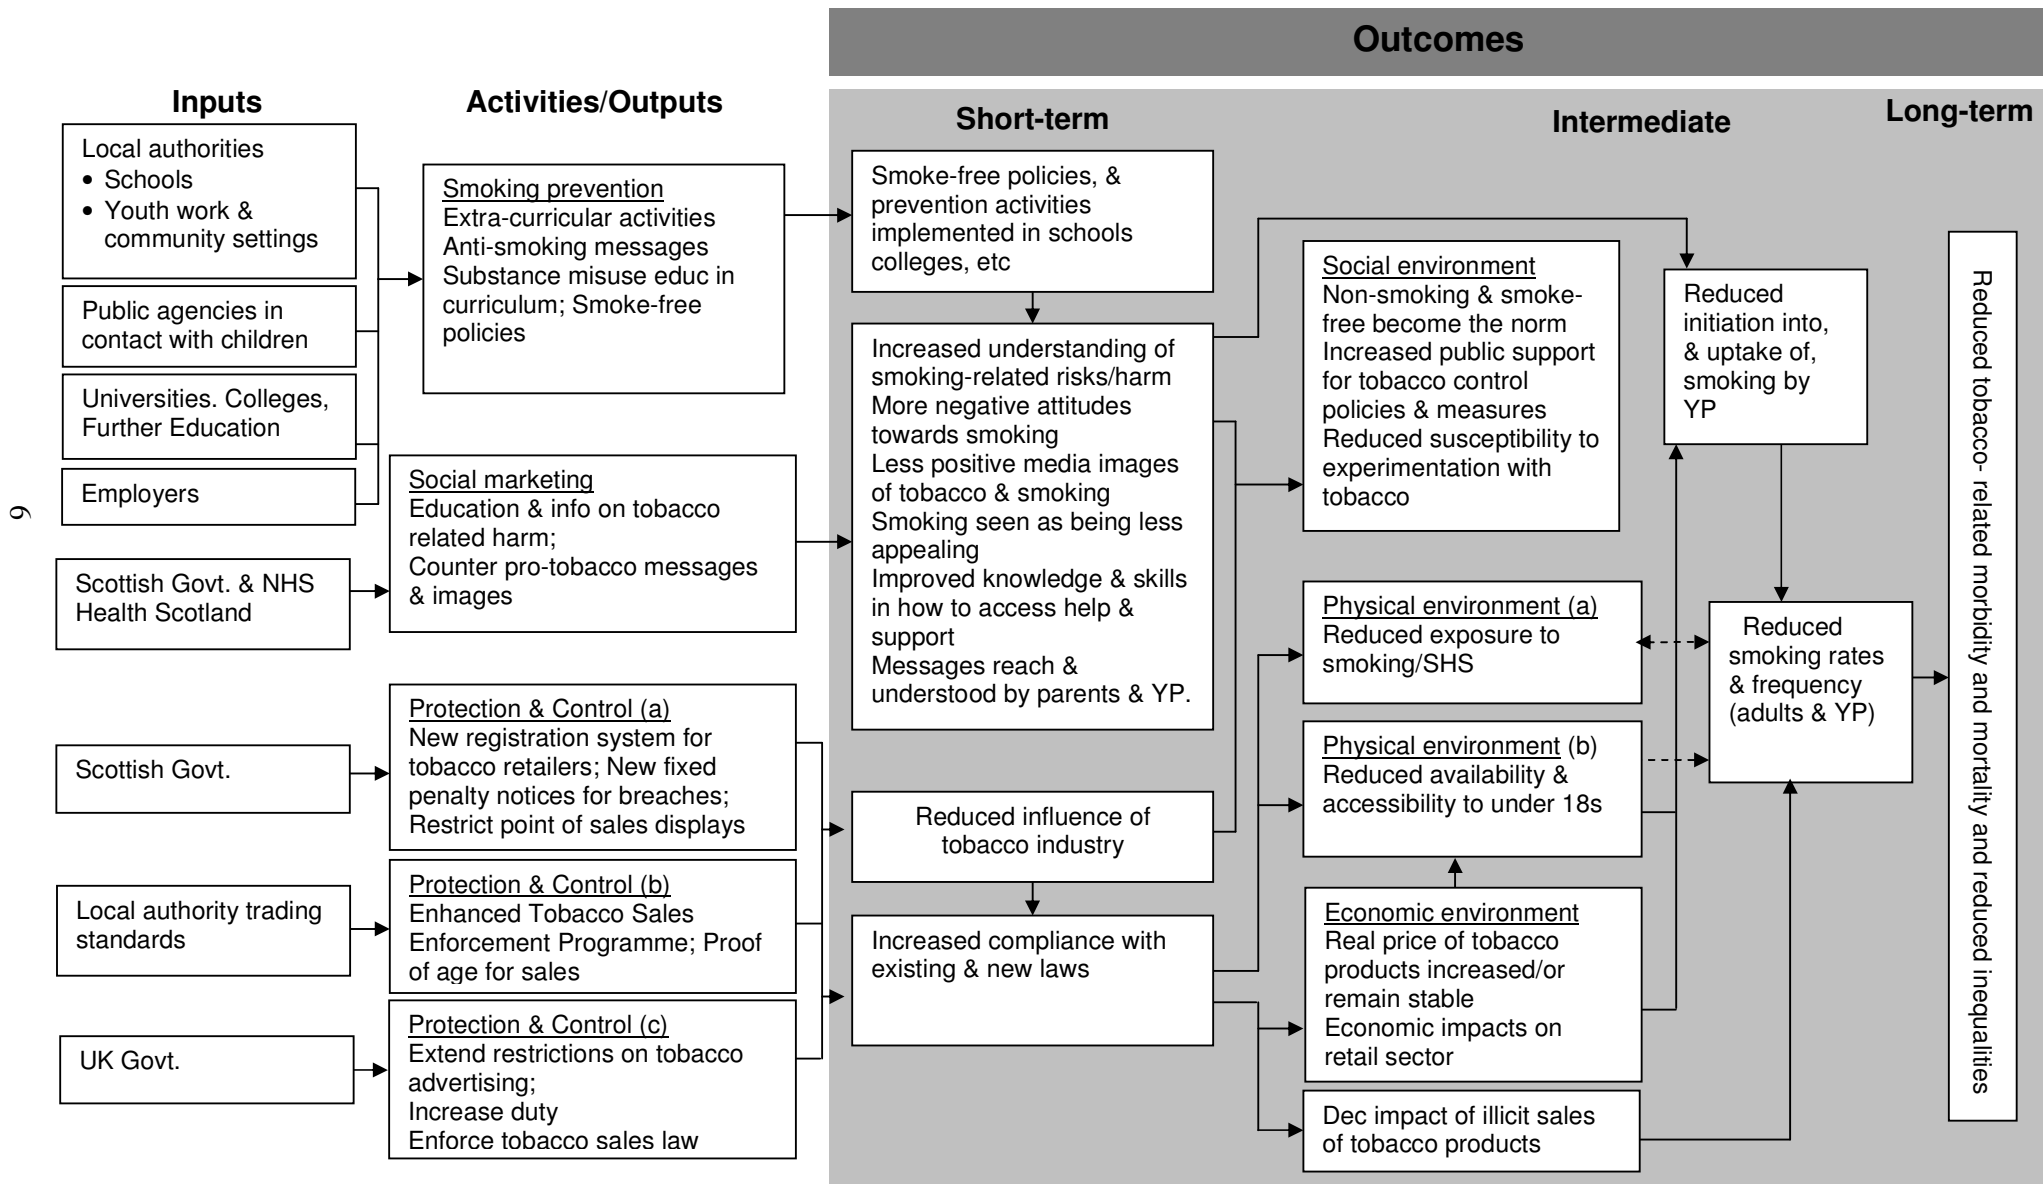 Outcomes
Inputs
Activities/Outputs
Short-term
Intermediate
Long-term
Local authorities
• Schools
• Youth work &
community settings
Public agencies in
contact with children
Universities. Colleges,
Further Education
Employers
Scottish Govt. & NHS
Health Scotland
Scottish Govt.
Local authority trading
standards
UK Govt.
Smoking prevention
Extra-curricular activities
Anti-smoking messages
Substance misuse educ in
curriculum; Smoke-free
policies
Social marketing
Education & info on tobacco
related harm;
Counter pro-tobacco messages
& images
Protection & Control (a)
New registration system for
tobacco retailers; New fixed
penalty notices for breaches;
Restrict point of sales displays
Protection & Control (b)
Enhanced Tobacco Sales
Enforcement Programme; Proof
of age for sales
Protection & Control (c)
Extend restrictions on tobacco
advertising;
Increase duty
Enforce tobacco sales law
Smoke-free policies, &
prevention activities
implemented in schools
colleges, etc
Increased understanding of
smoking-related risks/harm
More negative attitudes
towards smoking
Less positive media images
of tobacco & smoking
Smoking seen as being less
appealing
Improved knowledge & skills
in how to access help &
support
Messages reach &
understood by parents & YP.
Reduced influence of
tobacco industry
Increased compliance with
existing & new laws
Social environment
Non-smoking & smoke-
free become the norm
Increased public support
for tobacco control
policies & measures
Reduced susceptibility to
experimentation with
tobacco
Physical environment (a)
Reduced exposure to
smoking/SHS
Physical environment (b)
Reduced availability &
accessibility to under 18s
Economic environment
Real price of tobacco
products increased/or
remain stable
Economic impacts on
retail sector
Dec impact of illicit sales
of tobacco products
Reduced
initiation into,
& uptake of,
smoking by
YP
Reduced
smoking rates
& frequency
(adults & YP)
Reduced tobacco- related morbidity and mortality and reduced inequalities
9